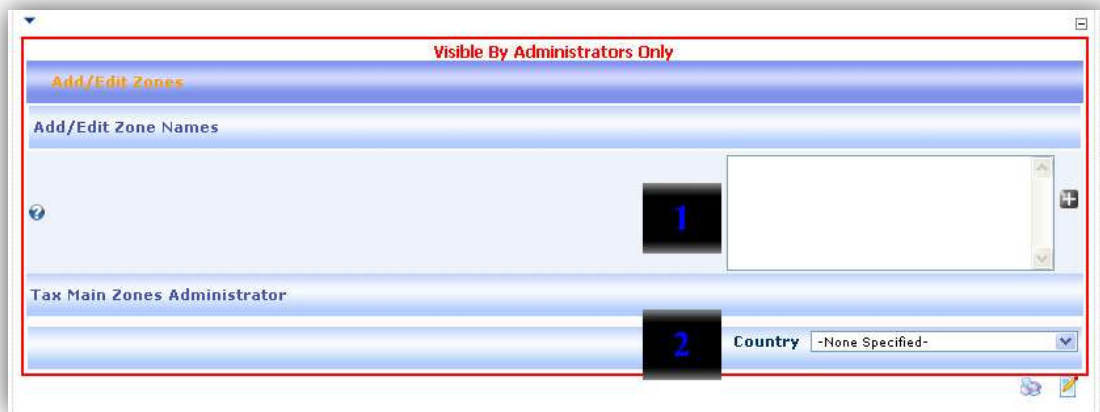 Visible By Administrators Only
Add/Edit Zones
Add/Edit Zone Names
1
Tax Main Zones Administrator
2
Country -None Specified-